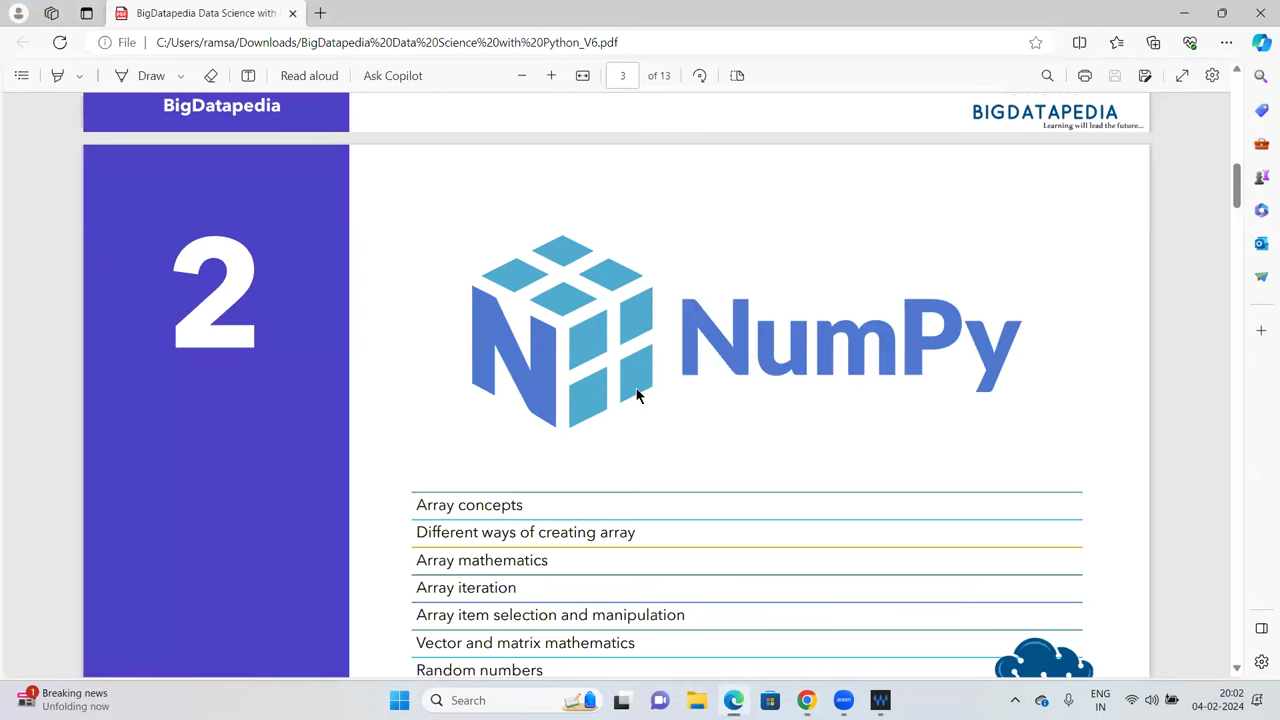 BigDatapedia Data Science with
File
C:/Users/ramsa/Downloads/BigDatapedia%20Data%20Science%20with%20Python_V6.pdf
Draw
Read aloud
Ask Copilot
3
of 13
BigDatapedia
BIGDATAPEDIA
Learning will lead the future...
2
NumPy
Array concepts
Different ways of creating array
Array mathematics
Array iteration
Array item selection and manipulation
Vector and matrix mathematics
Random numbers
1
Breaking news
Unfolding now
Search
zoom
ENG
IN
20:02
04-02-2024